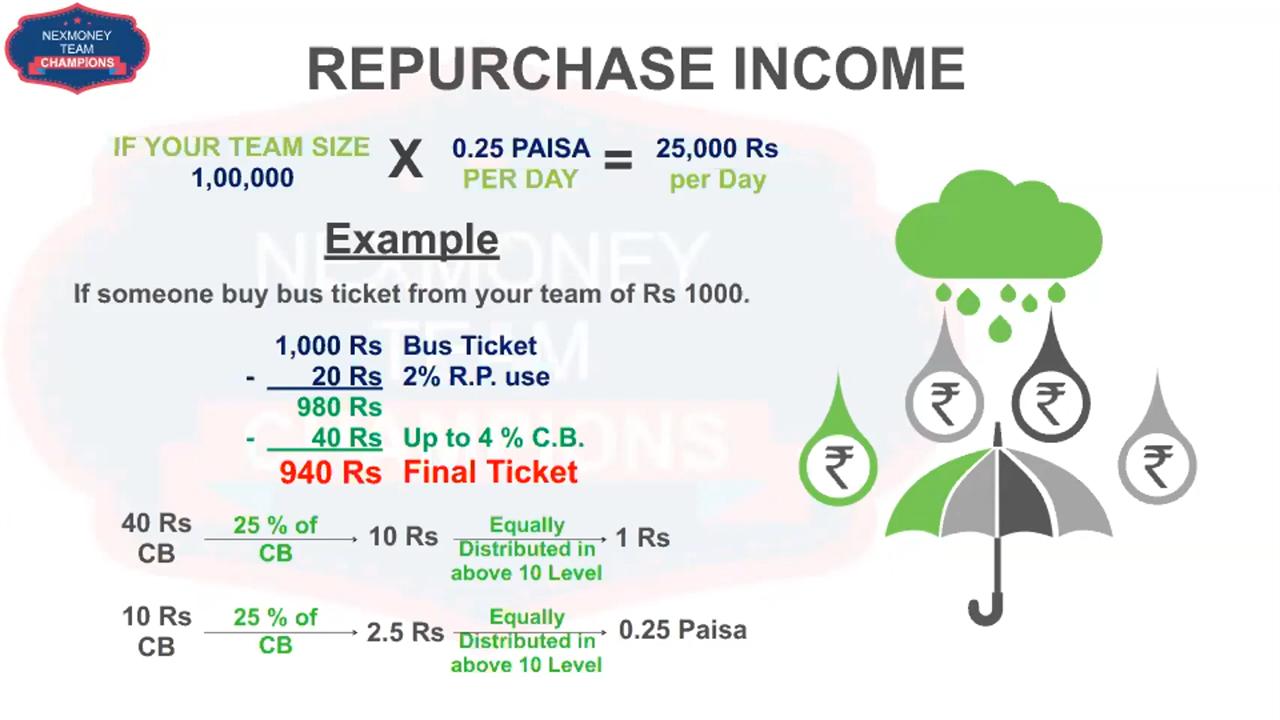 NEXMONEY
TEAM
CHAMPIONS
REPURCHASE INCOME
IF YOUR TEAM SIZE
1,00,000
X
0.25 PAISA
PER DAY
=
25,000 Rs
per Day
Example
If someone buy bus ticket from your team of Rs 1000.
1,000 Rs Bus Ticket
- 20 Rs 2% R.P. use
980 Rs
- 40 Rs Up to 4 % C.B.
940 Rs Final Ticket
40 Rs
CB
25 % of
CB
10 Rs
Equally
Distributed in
above 10 Level
1 Rs
10 Rs
CB
25 % of
CB
2.5 Rs
Equally
Distributed in
above 10 Level
0.25 Paisa
₹
₹
₹
₹
NEXMONEY
TEAM
CHAMPIONS